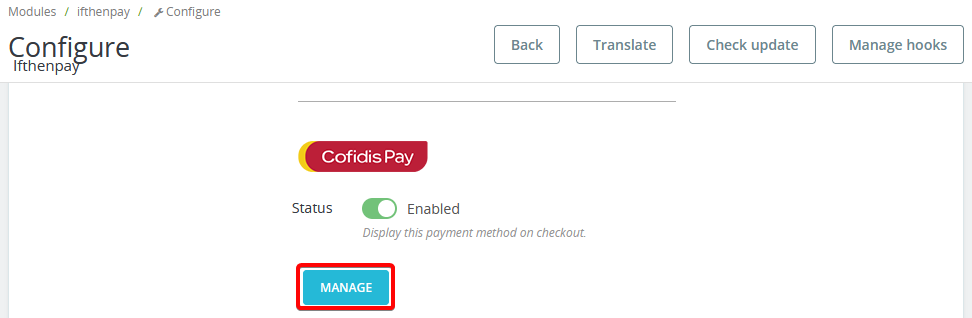 Modules / ifthenpay / Configure
Configure
Ifthenpay
Back Translate Check update Manage hooks
Cofidis Pay
Status Enabled
Display this payment method on checkout.
MANAGE